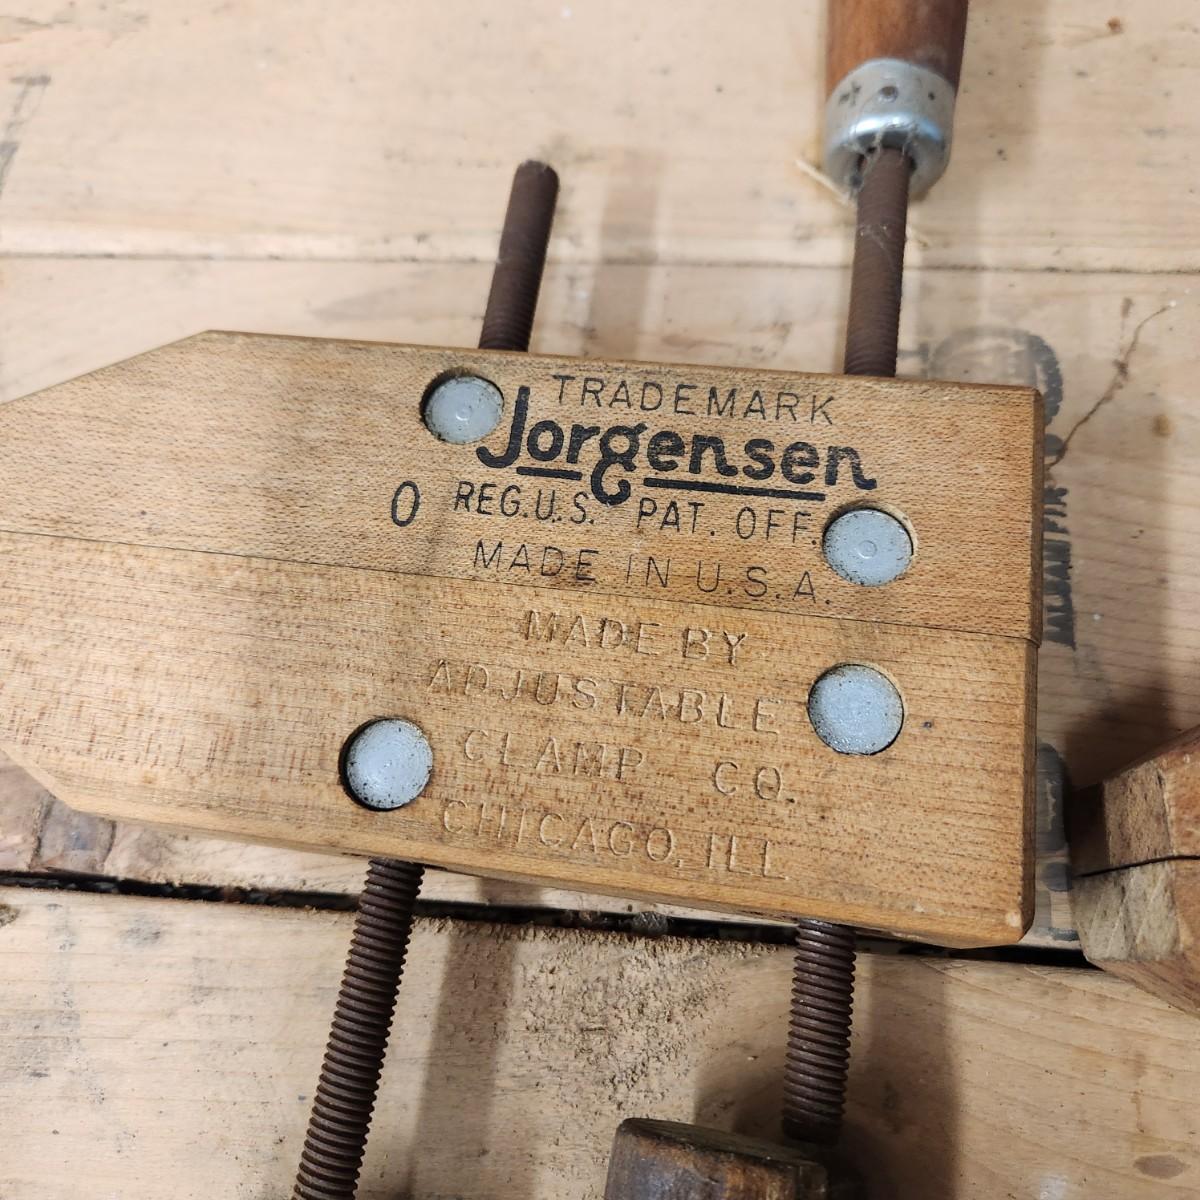 TRADEMARK
Jorgensen
0 REG.U.S. PAT. OFF.
MADE IN U.S.A.
MADE BY
ADJUSTABLE
CLAMP CO.
CHICAGO, ILL